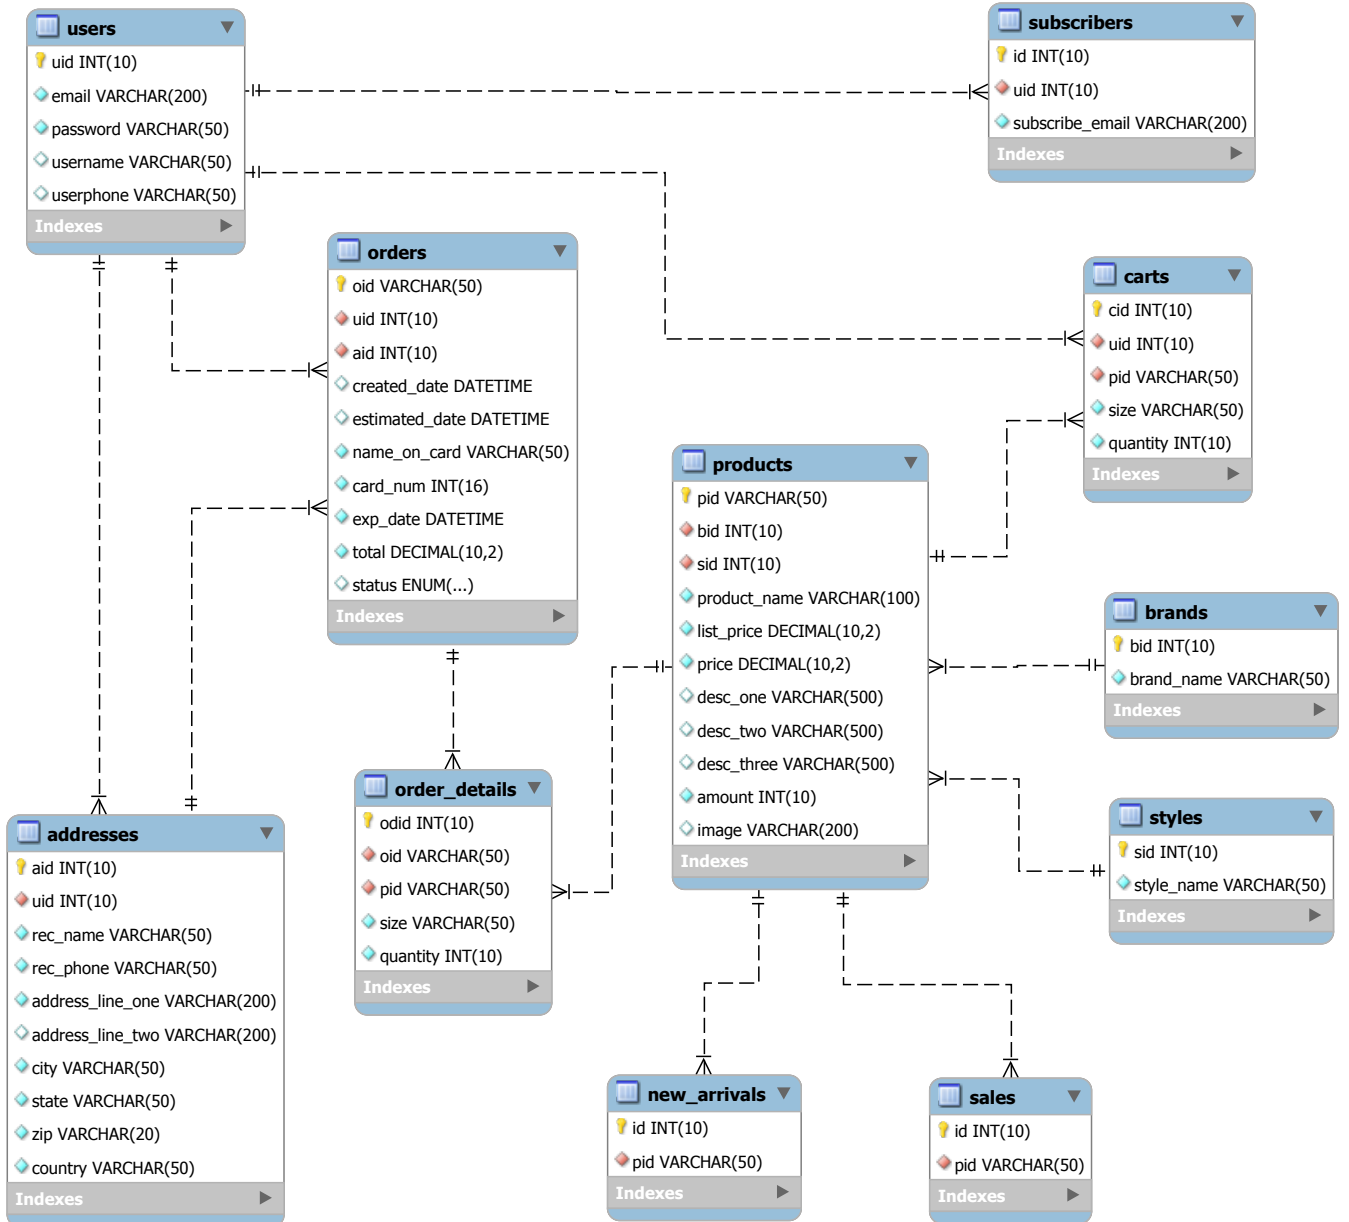 users
uid INT(10)
email VARCHAR(200)
password VARCHAR(50)
username VARCHAR(50)
userphone VARCHAR(50)
Indexes
subscribers
id INT(10)
uid INT(10)
subscribe_email VARCHAR(200)
Indexes
orders
oid VARCHAR(50)
uid INT(10)
aid INT(10)
created_date DATETIME
estimated_date DATETIME
name_on_card VARCHAR(50)
card_num INT(16)
exp_date DATETIME
total DECIMAL(10,2)
status ENUM(...)
Indexes
carts
cid INT(10)
uid INT(10)
pid VARCHAR(50)
size VARCHAR(50)
quantity INT(10)
Indexes
products
pid VARCHAR(50)
bid INT(10)
sid INT(10)
product_name VARCHAR(100)
list_price DECIMAL(10,2)
price DECIMAL(10,2)
desc_one VARCHAR(500)
desc_two VARCHAR(500)
desc_three VARCHAR(500)
amount INT(10)
image VARCHAR(200)
Indexes
brands
bid INT(10)
brand_name VARCHAR(50)
Indexes
order_details
odid INT(10)
oid VARCHAR(50)
pid VARCHAR(50)
size VARCHAR(50)
quantity INT(10)
Indexes
styles
sid INT(10)
style_name VARCHAR(50)
Indexes
addresses
aid INT(10)
uid INT(10)
rec_name VARCHAR(50)
rec_phone VARCHAR(50)
address_line_one VARCHAR(200)
address_line_two VARCHAR(200)
city VARCHAR(50)
state VARCHAR(50)
zip VARCHAR(20)
country VARCHAR(50)
Indexes
new_arrivals
id INT(10)
pid VARCHAR(50)
Indexes
sales
id INT(10)
pid VARCHAR(50)
Indexes